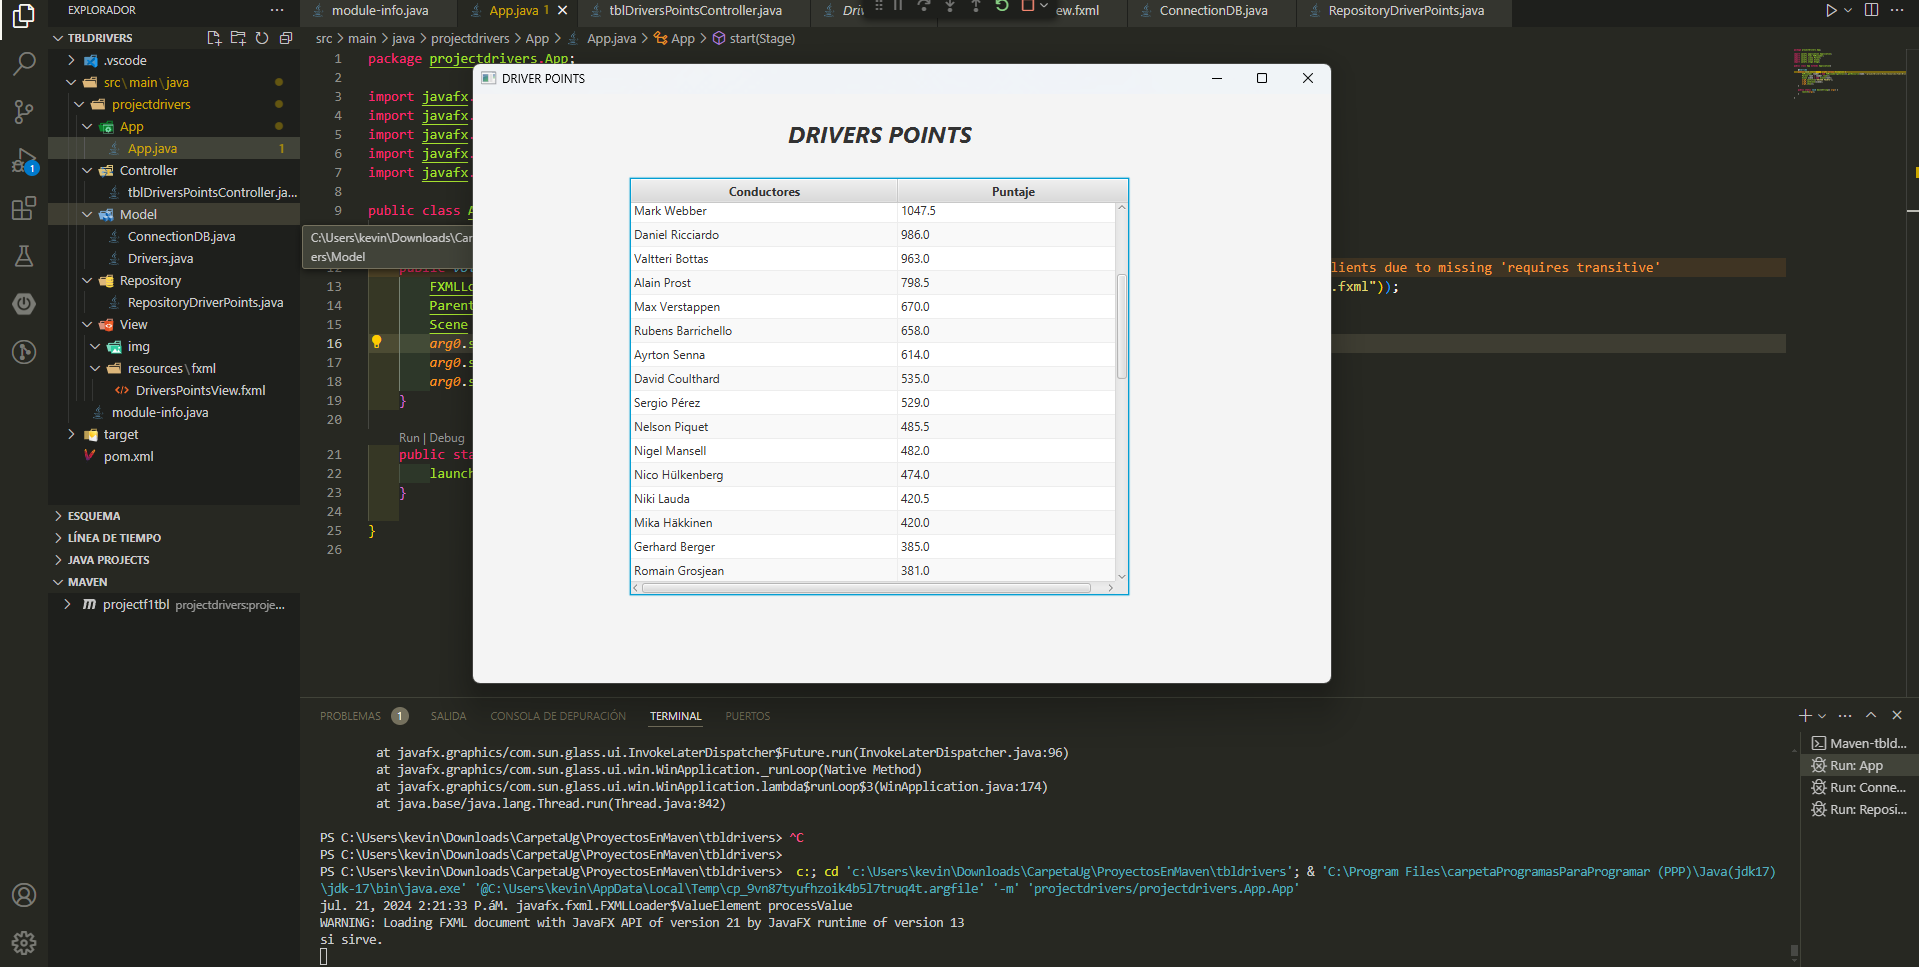 EXPLORADOR
TBLDRIVERS
.vscode
src\main\java
projectdrivers
App
App.java 1
Controller
tblDriversPointsController.ja...
Model
ConnectionDB.java
Drivers.java
Repository
RepositoryDriverPoints.java
View
img
resources\fxml
DriversPointsView.fxml
module-info.java
target
pom.xml
ESQUEMA
LÍNEA DE TIEMPO
JAVA PROJECTS
MAVEN
projectf1tbl projectdrivers:proje...
1
module-info.java
App.java 1
tblDriversPointsController.java
ew.fxml
ConnectionDB.java
RepositoryDriverPoints.java
src > main > java > projectdrivers > App > App.java > App > start(Stage)
1 package projectdrivers.App;
2
3 import javafx.
4 import javafx.
5 import javafx.
6 import javafx.
7 import javafx.
8
9 public class A
C:\Users\kevin\Downloads\Car
ers\Model
lients due to missing 'requires transitive'
13 FXMLLo .fxml"));
14 Parent
15 Scene
16 arg0.s
17 arg0.s
18 arg0.s
19 }
20
Run | Debug
21 public sta
22 launch
23 }
24
25 }
26
DRIVER POINTS
DRIVERS POINTS
Conductores Puntaje
Mark Webber 1047.5
Daniel Ricciardo 986.0
Valtteri Bottas 963.0
Alain Prost 798.5
Max Verstappen 670.0
Rubens Barrichello 658.0
Ayrton Senna 614.0
David Coulthard 535.0
Sergio Pérez 529.0
Nelson Piquet 485.5
Nigel Mansell 482.0
Nico Hülkenberg 474.0
Niki Lauda 420.5
Mika Häkkinen 420.0
Gerhard Berger 385.0
Romain Grosjean 381.0
PROBLEMAS 1 SALIDA CONSOLA DE DEPURACIÓN TERMINAL PUERTOS
at javafx.graphics/com.sun.glass.ui.InvokeLaterDispatcher$Future.run(InvokeLaterDispatcher.java:96)
at javafx.graphics/com.sun.glass.ui.win.WinApplication._runLoop(Native Method)
at javafx.graphics/com.sun.glass.ui.win.WinApplication.lambda$runLoop$3(WinApplication.java:174)
at java.base/java.lang.Thread.run(Thread.java:842)
PS C:\Users\kevin\Downloads\CarpetaUg\ProyectosEnMaven\tbldrivers> ^C
PS C:\Users\kevin\Downloads\CarpetaUg\ProyectosEnMaven\tbldrivers>
PS C:\Users\kevin\Downloads\CarpetaUg\ProyectosEnMaven\tbldrivers> c:; cd 'c:\Users\kevin\Downloads\CarpetaUg\ProyectosEnMaven\tbldrivers'; & 'C:\Program Files\carpetaProgramasParaProgramar (PPP)\Java(jdk17)
\jdk-17\bin\java.exe' '@C:\Users\kevin\AppData\Local\Temp\cp_9vn87tyufhzoik4b5l7truq4t.argfile' '-m' 'projectdrivers/projectdrivers.App.App'
jul. 21, 2024 2:21:33 P.áM. javafx.fxml.FXMLLoader$ValueElement processValue
WARNING: Loading FXML document with JavaFX API of version 21 by JavaFX runtime of version 13
si sirve.
Maven-tbld...
Run: App
Run: Conne...
Run: Reposi...